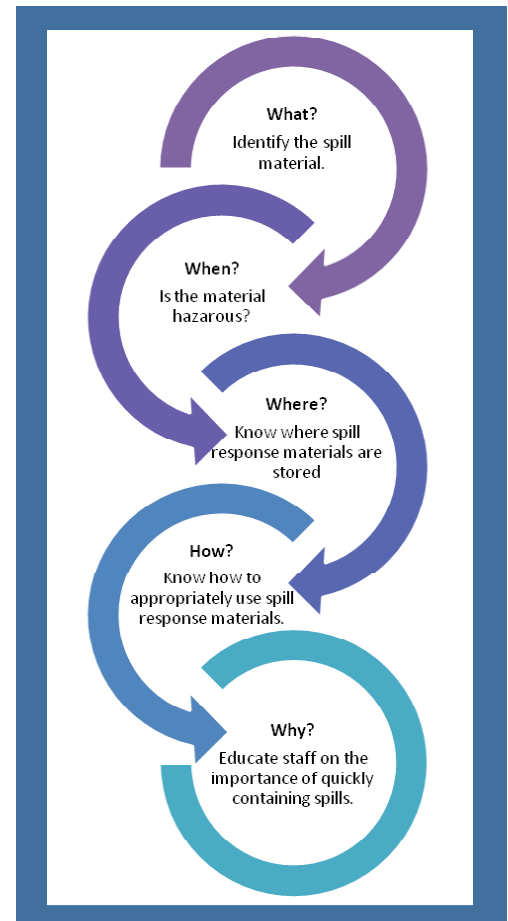 What?
Identify the spill
material.
When?
Is the material
hazarous?
Where?
Know where spill
response materials are
stored
How?
Know how to
appropriately use spill
response materials.
Why?
Educate staff on the
importance of quickly
containing spills.